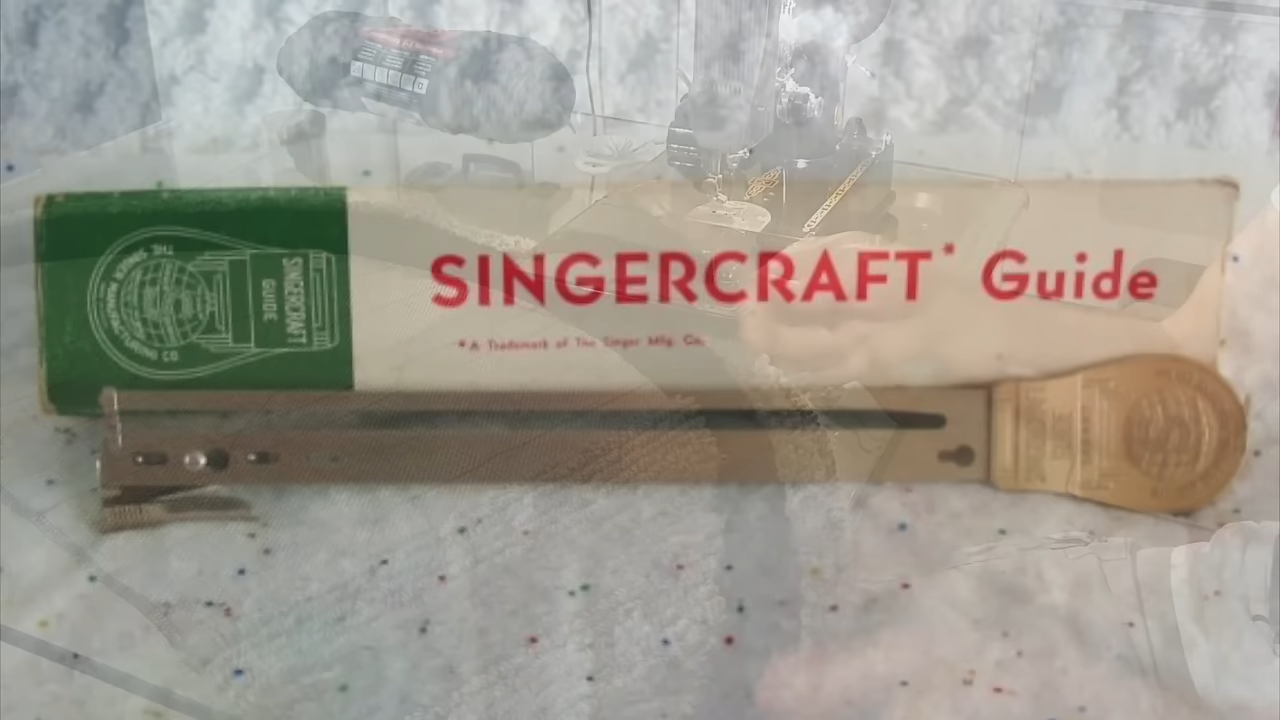 SINGERCRAFT* Guide
*A Trademark of The Singer Mfg. Co.
THE SINGER MANUFACTURING CO
SINGERCRAFT
GUIDE